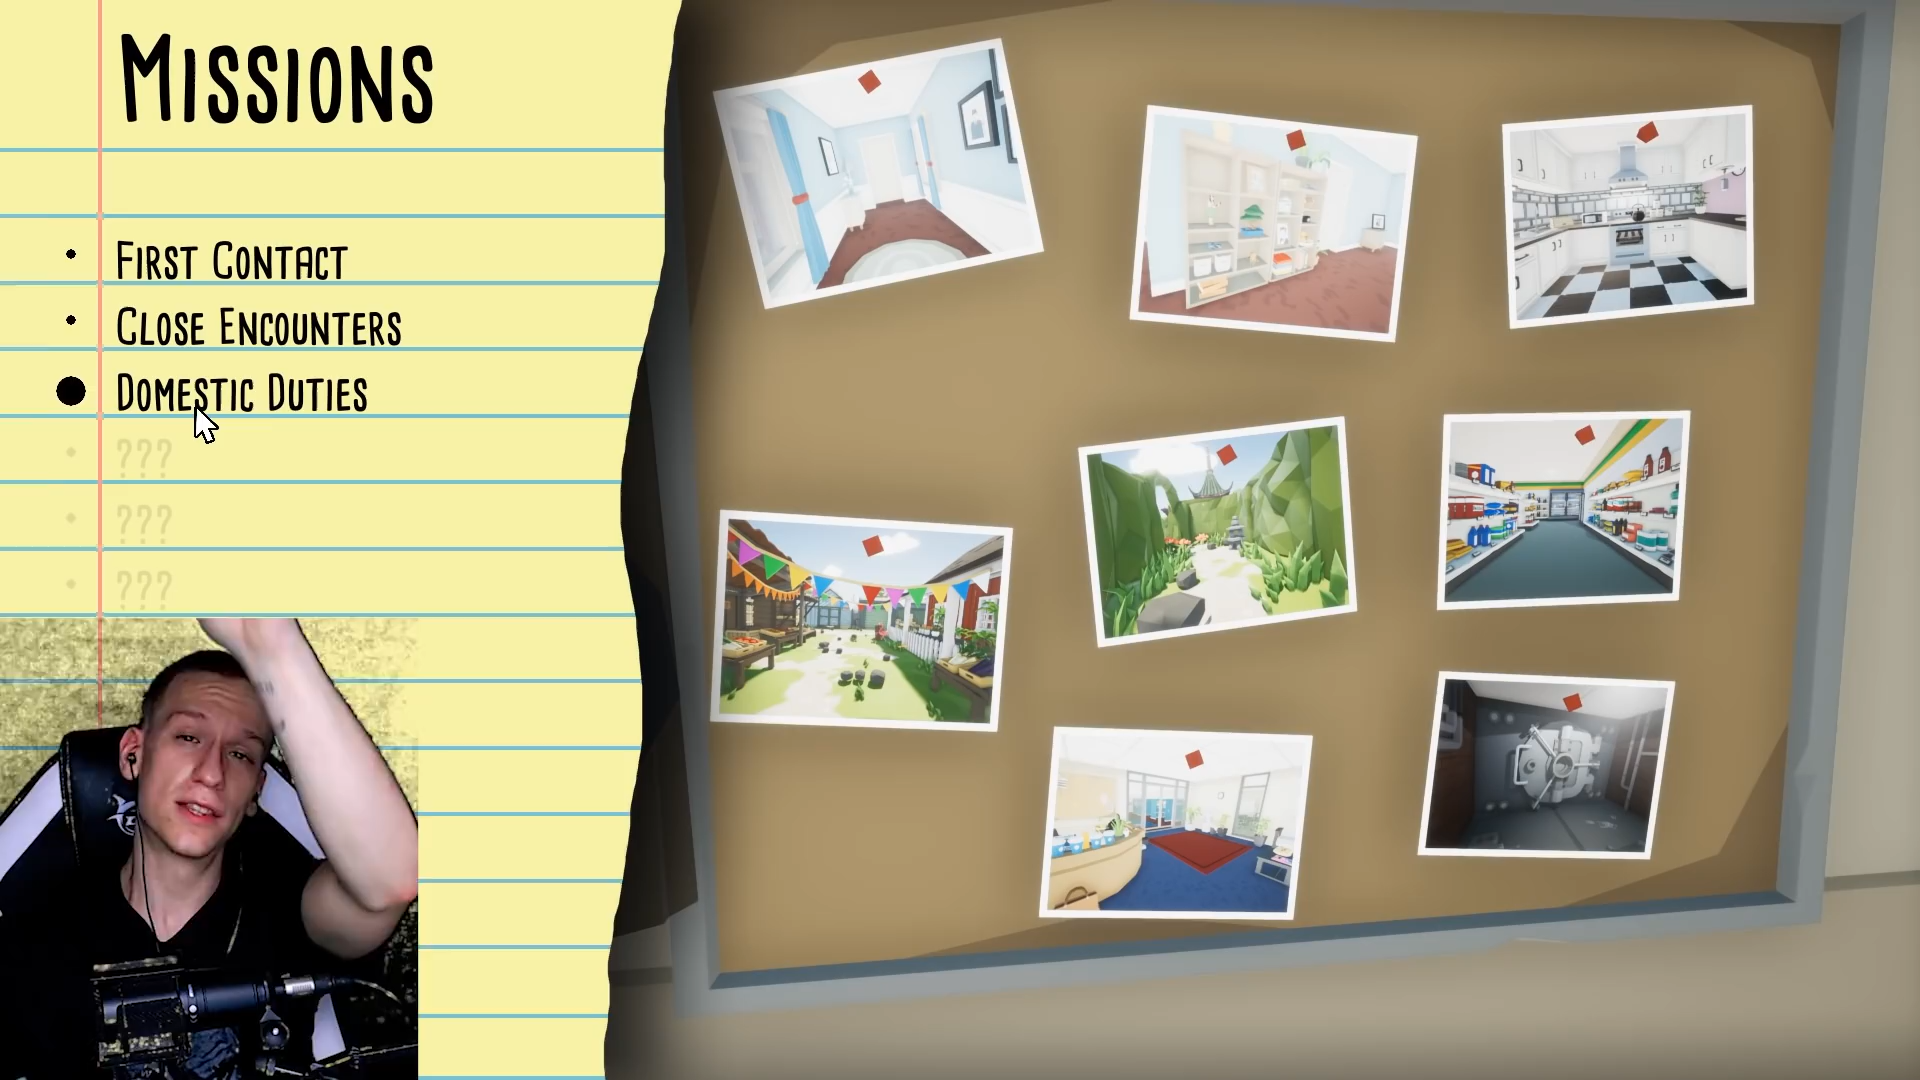 Missions
First Contact
Close Encounters
Domestic Duties
???
???
???